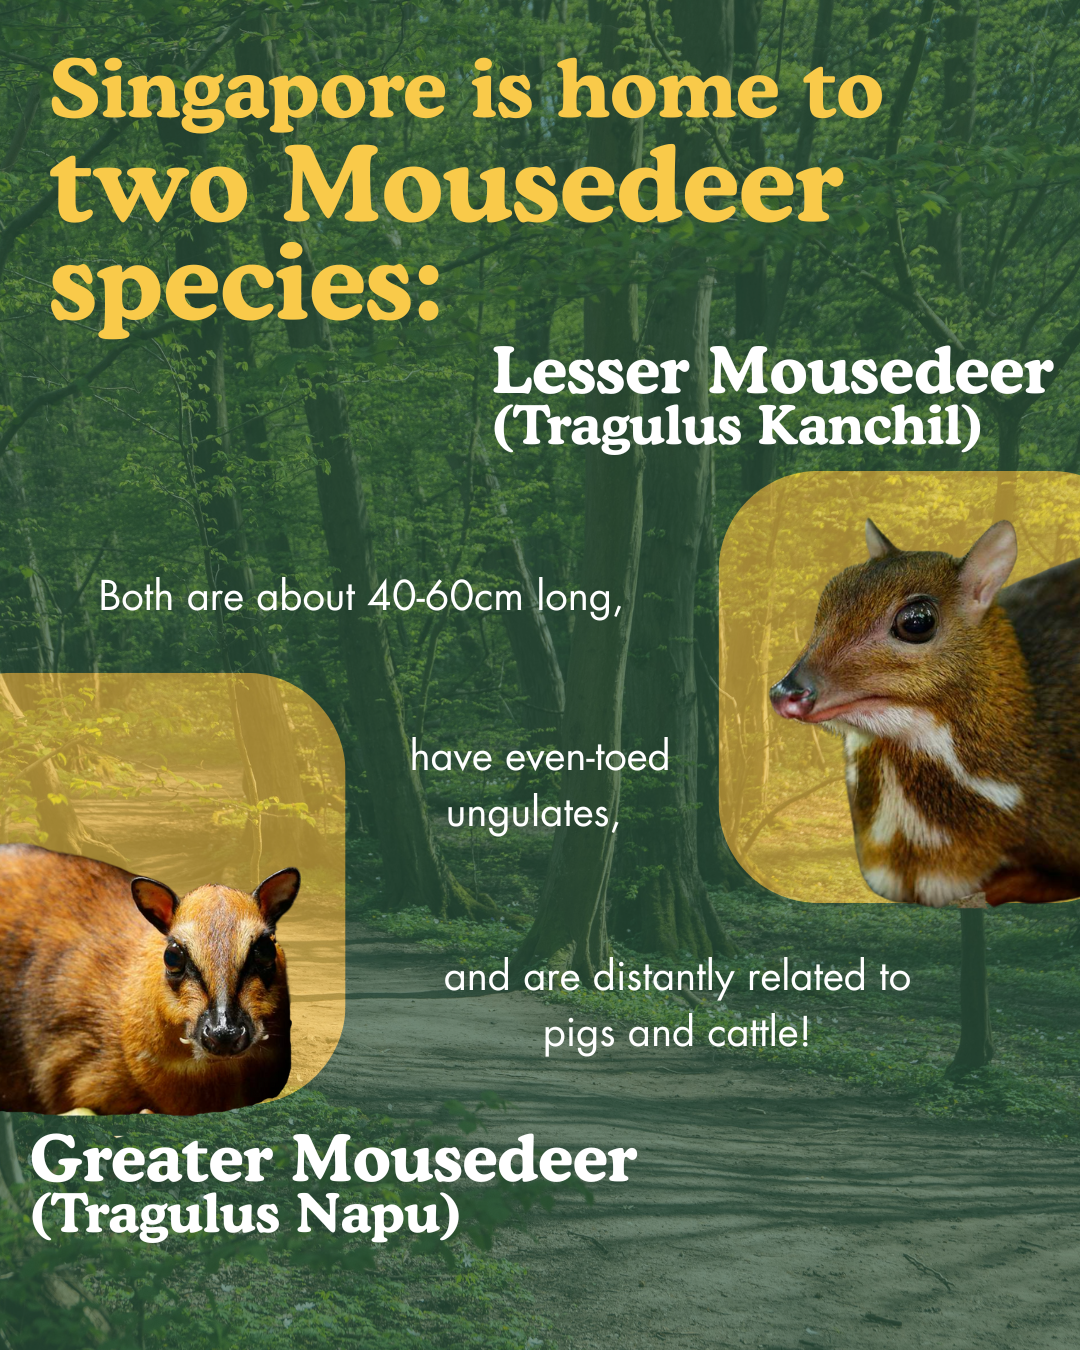 Singapore is home to
two Mousedeer
species:
Lesser Mousedeer
(Tragulus Kanchil)
Both are about 40-60cm long,
have even-toed
ungulates,
and are distantly related to
pigs and cattle!
Greater Mousedeer
(Tragulus Napu)